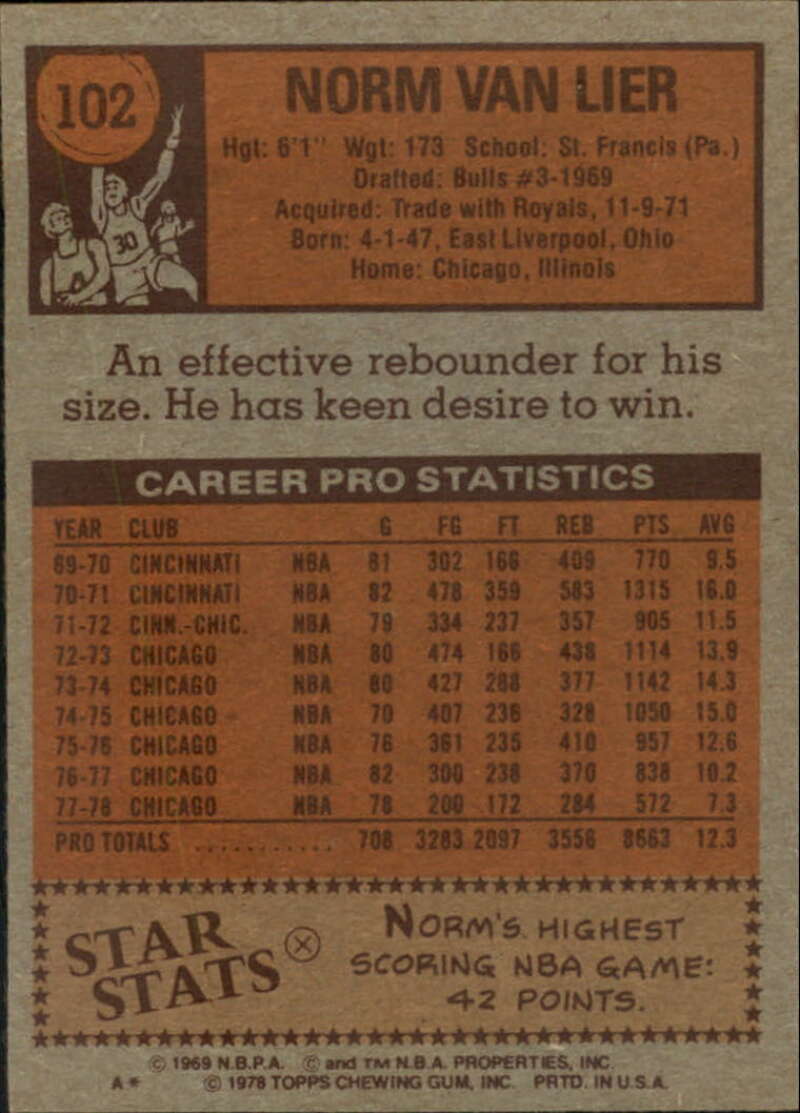 102
NORM VAN LIER
Hgt: 6'1" Wgt: 173 School: St. Francis (Pa.)
Drafted: Bulls #3-1969
Acquired: Trade with Royals, 11-9-71
Born: 4-1-47, East Liverpool, Ohio
Home: Chicago, Illinois
30
An effective rebounder for his
size. He has keen desire to win.
CAREER PRO STATISTICS
YEAR CLUB G FG FT REB PTS AVG
69-70 CINCINNATI NBA 81 302 166 409 770 9.5
70-71 CINCINNATI NBA 82 478 359 583 1315 16.0
71-72 CINN.-CHIC. NBA 79 334 237 357 905 11.5
72-73 CHICAGO NBA 80 474 166 438 1114 13.9
73-74 CHICAGO NBA 80 427 288 377 1142 14.3
74-75 CHICAGO NBA 70 407 236 328 1050 15.0
75-76 CHICAGO NBA 76 361 235 410 957 12.6
76-77 CHICAGO NBA 82 300 238 370 838 10.2
77-78 CHICAGO NBA 78 200 172 284 572 7.3
PRO TOTALS ........... 708 3283 2097 3556 8663 12.3
STAR
STATS
NORM'S HIGHEST
SCORING NBA GAME:
42 POINTS.
© 1969 N.B.P.A. © and TM N.B.A. PROPERTIES, INC.
A* © 1978 TOPPS CHEWING GUM, INC. PRTD. IN U.S.A.